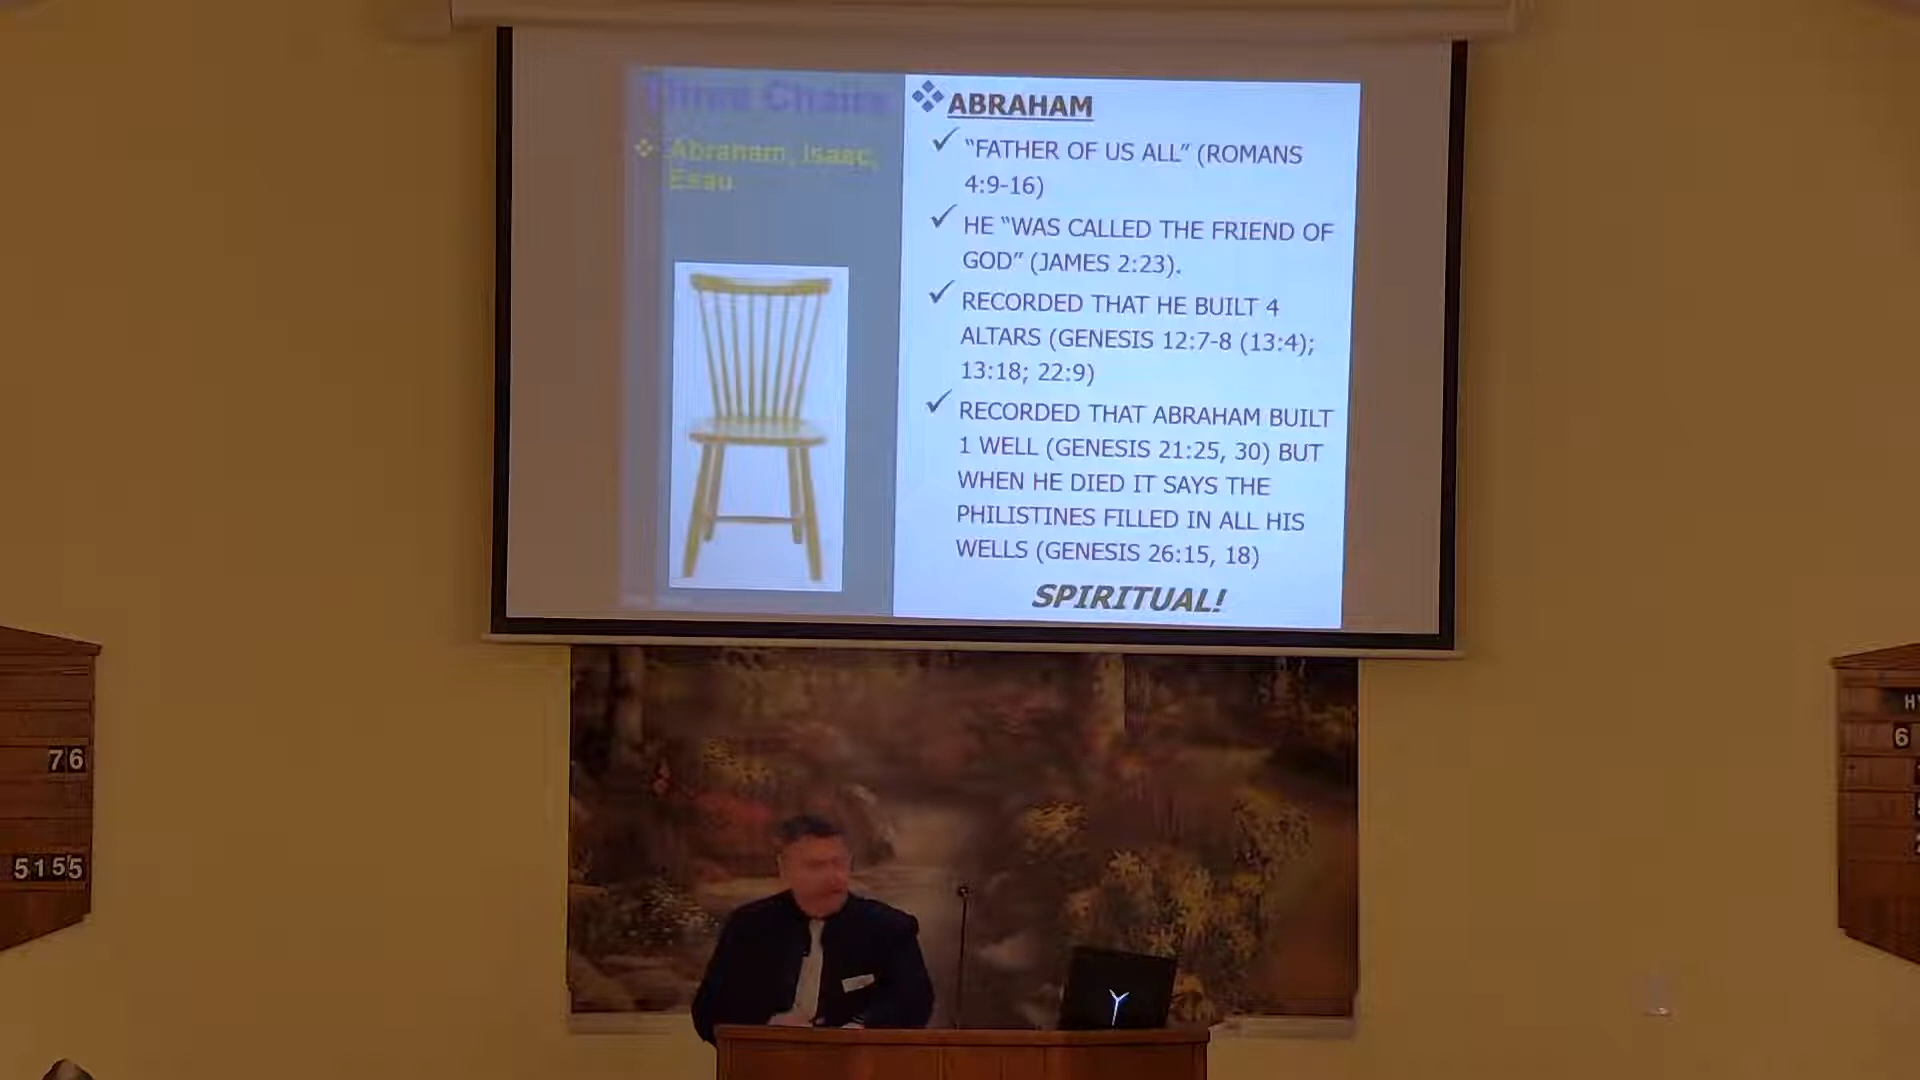 Three Chairs
Abraham, Isaac,
Esau
ABRAHAM
"FATHER OF US ALL" (ROMANS
4:9-16)
HE "WAS CALLED THE FRIEND OF
GOD" (JAMES 2:23).
RECORDED THAT HE BUILT 4
ALTARS (GENESIS 12:7-8 (13:4);
13:18; 22:9)
RECORDED THAT ABRAHAM BUILT
1 WELL (GENESIS 21:25, 30) BUT
WHEN HE DIED IT SAYS THE
PHILISTINES FILLED IN ALL HIS
WELLS (GENESIS 26:15, 18)
SPIRITUAL!
76
5155
6